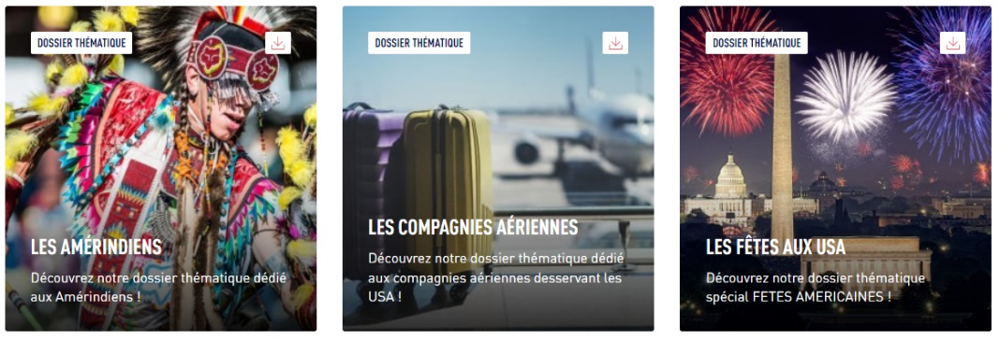 DOSSIER THÉMATIQUE
LES AMÉRINDIENS
Découvrez notre dossier thématique dédié
aux Amérindiens !
DOSSIER THÉMATIQUE
LES COMPAGNIES AÉRIENNES
Découvrez notre dossier thématique dédié
aux compagnies aériennes desservant les
USA !
DOSSIER THÉMATIQUE
LES FÊTES AUX USA
Découvrez notre dossier thématique
spécial FETES AMERICAINES !